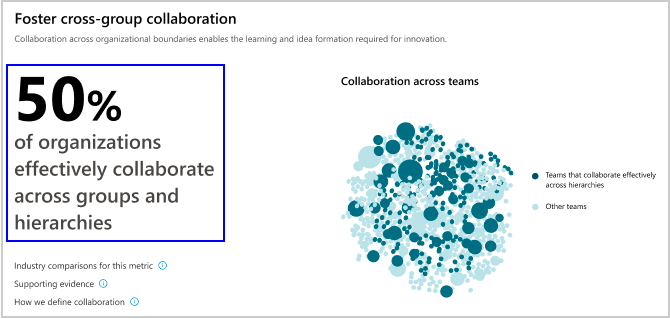 Foster cross-group collaboration
Collaboration across organizational boundaries enables the learning and idea formation required for innovation.
50%
of organizations
effectively collaborate
across groups and
hierarchies
Industry comparisons for this metric
Supporting evidence
How we define collaboration
Collaboration across teams
Teams that collaborate effectively
across hierarchies
Other teams